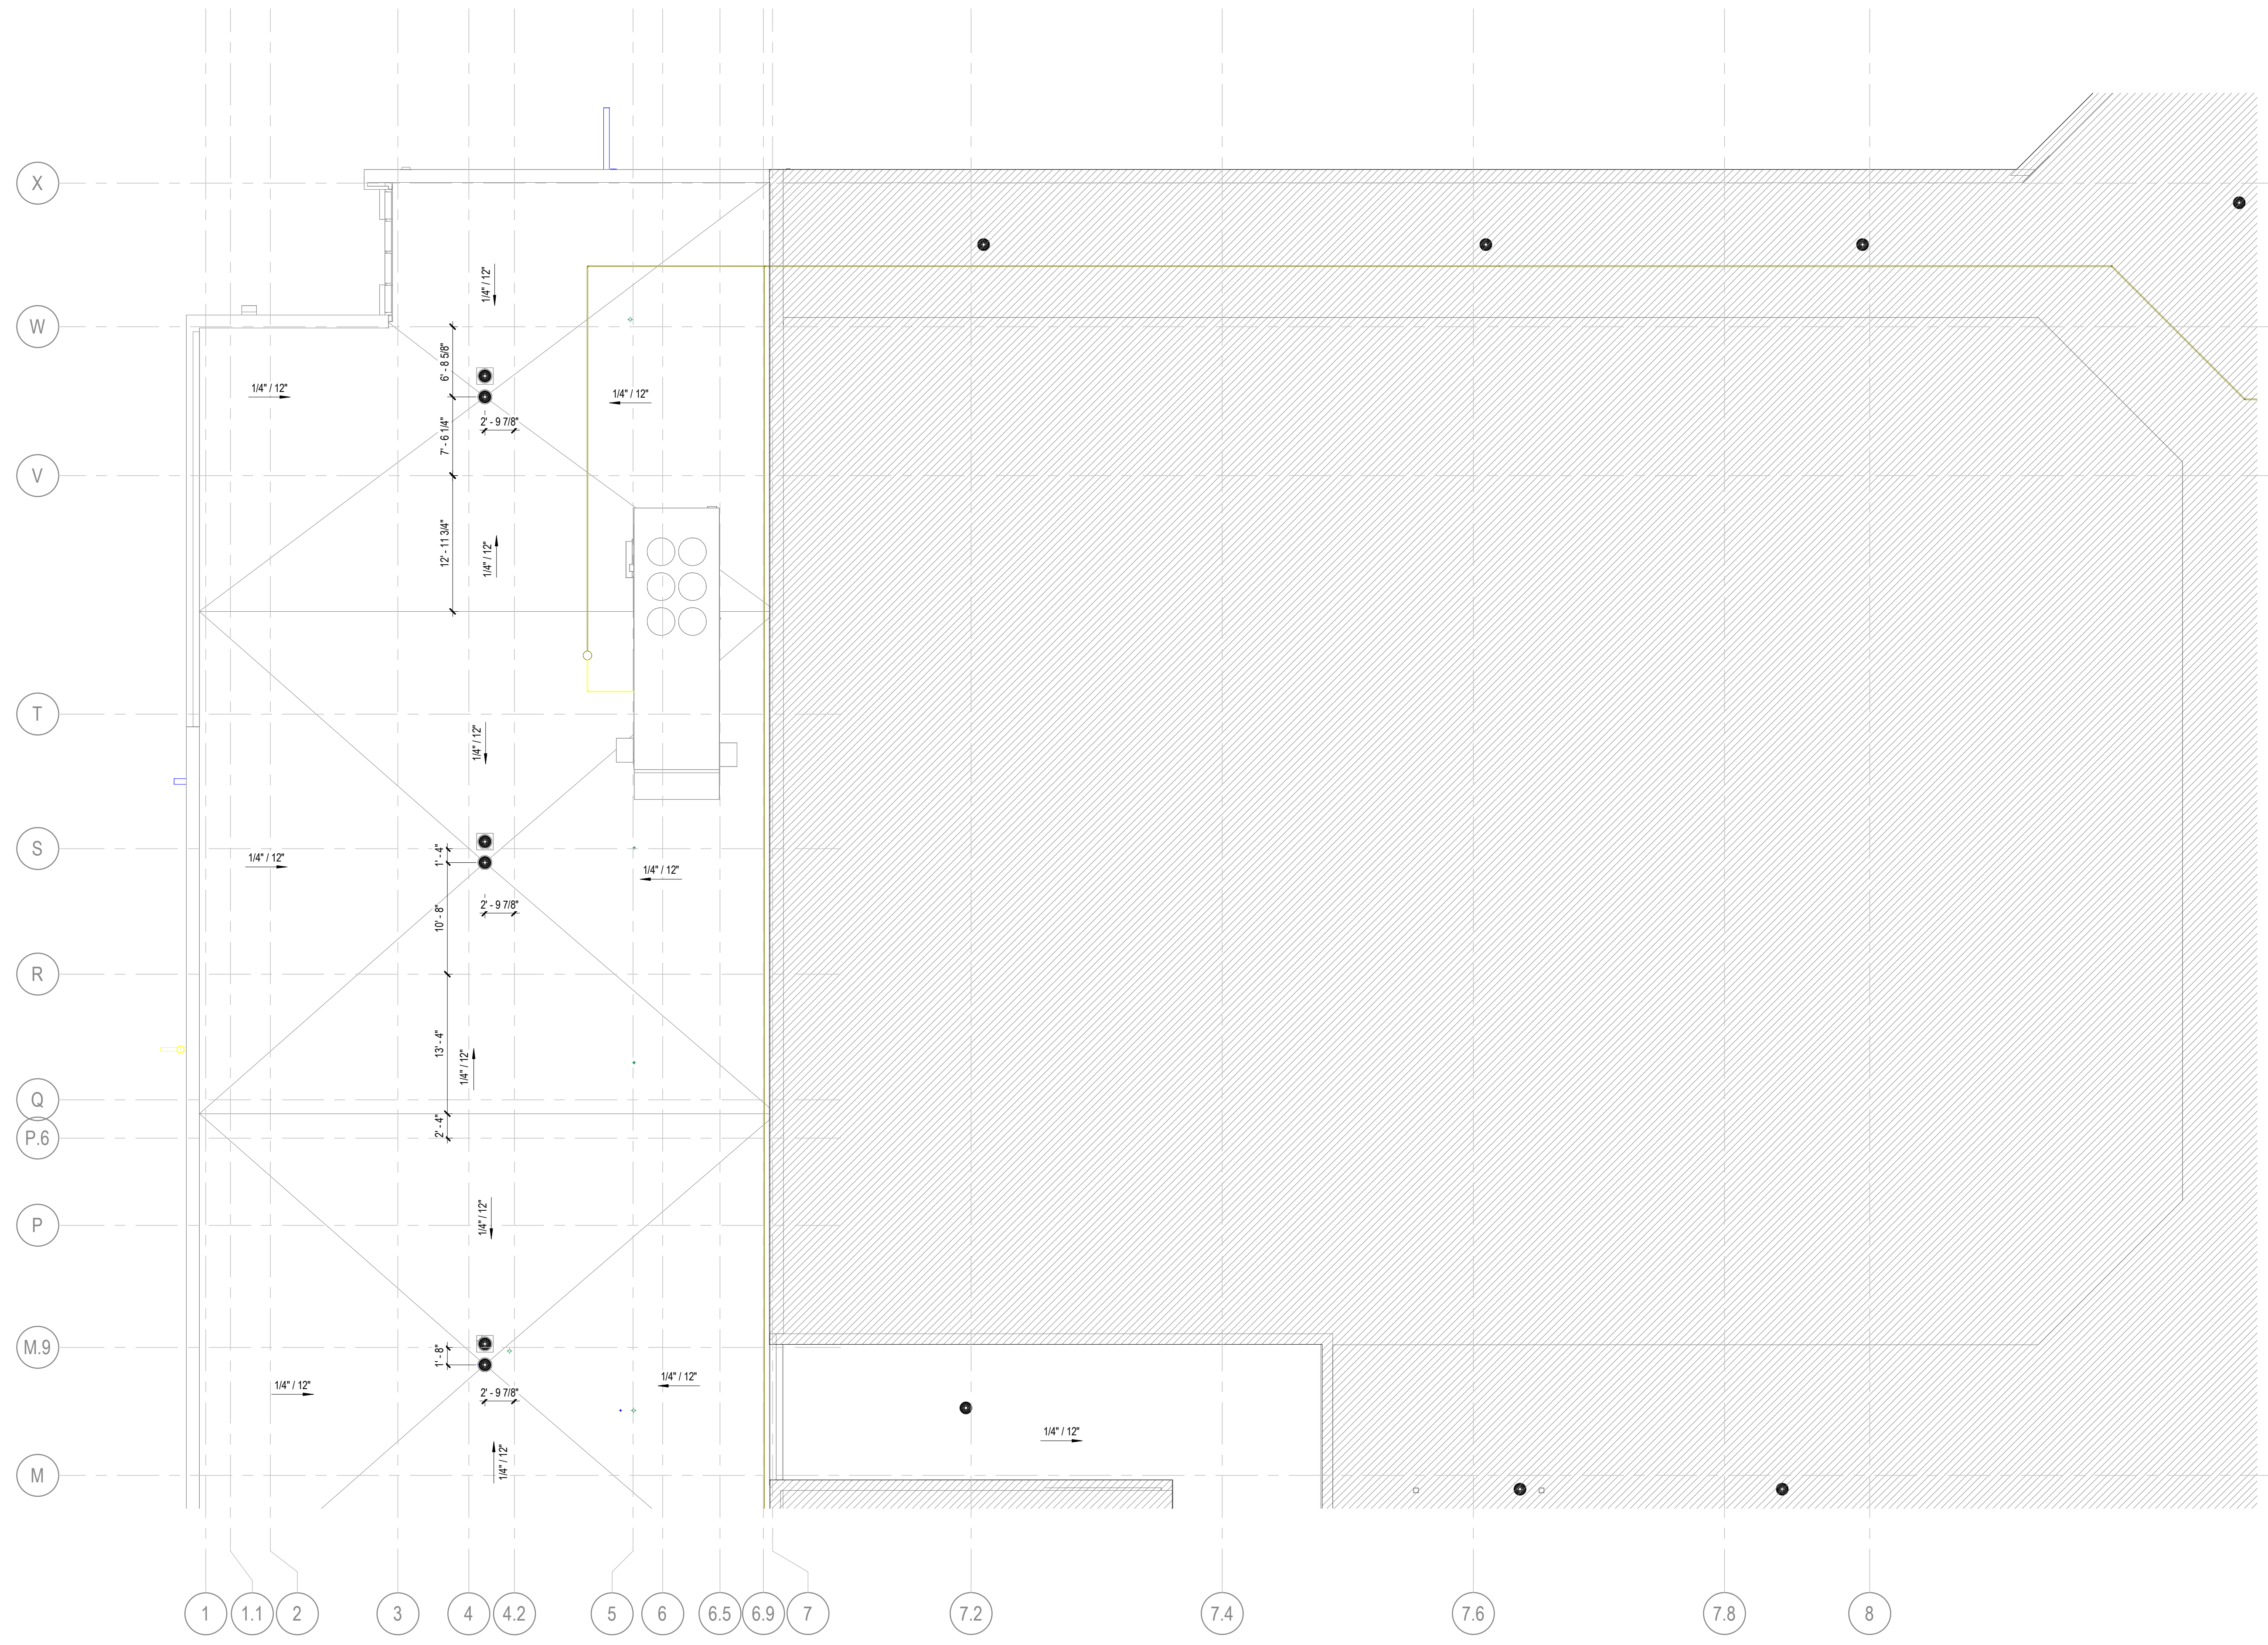 X
1/4" / 12"
W
6' - 8 5/8"
1/4" / 12"
1/4" / 12"
2' - 9 7/8"
7' - 6 1/4"
V
12' - 11 3/4"
1/4" / 12"
T
1/4" / 12"
S
1' - 4"
1/4" / 12"
1/4" / 12"
2' - 9 7/8"
10' - 8"
R
13' - 4"
1/4" / 12"
Q
2' - 4"
P.6
1/4" / 12"
P
M.9
1' - 8"
1/4" / 12"
1/4" / 12"
2' - 9 7/8"
1/4" / 12"
1/4" / 12"
M
1
1.1
2
3
4
4.2
5
6
6.5
6.9
7
7.2
7.4
7.6
7.8
8